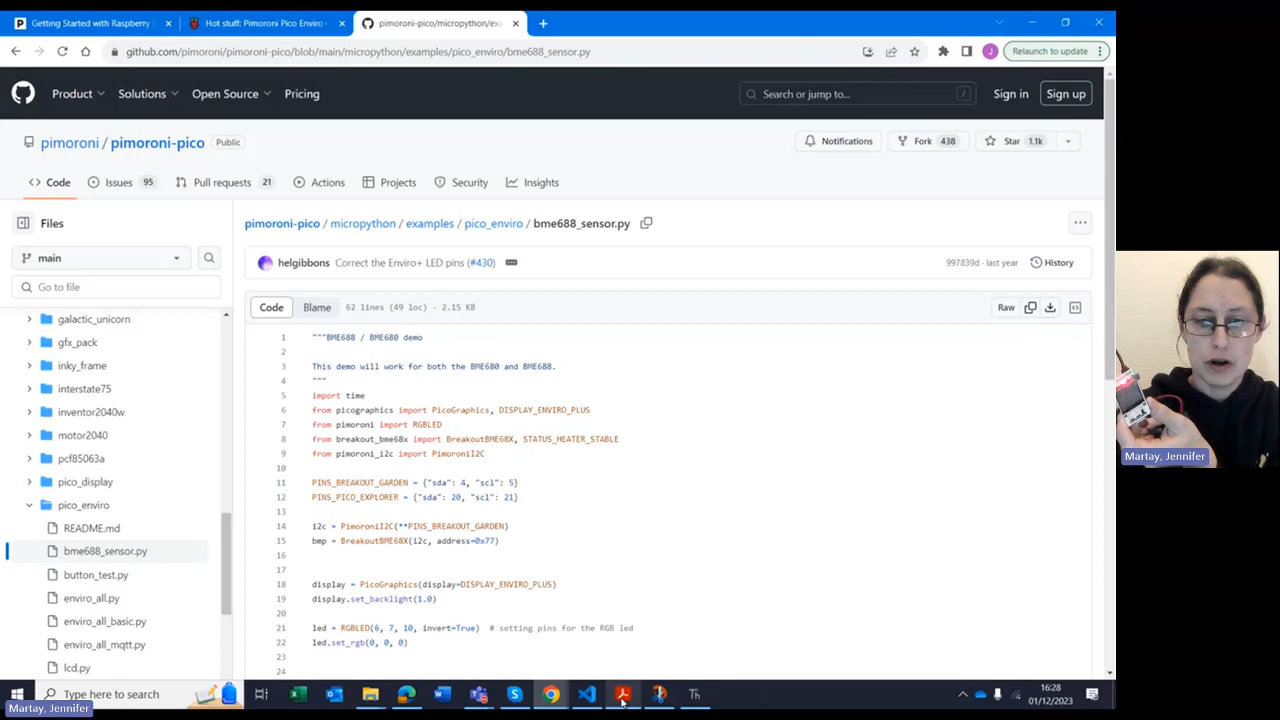 Getting Started with Raspberry
Hot stuff: Pimoroni Pico Enviro
pimoroni-pico/micropython/exa
github.com/pimoroni/pimoroni-pico/blob/main/micropython/examples/pico_enviro/bme688_sensor.py
J
Relaunch to update
Product
Solutions
Open Source
Pricing
Search or jump to...
/
Sign in
Sign up
pimoroni / pimoroni-pico
Public
Notifications
Fork 438
Star 1.1k
Code
Issues 95
Pull requests 21
Actions
Projects
Security
Insights
Files
main
Go to file
galactic_unicorn
gfx_pack
inky_frame
interstate75
inventor2040w
motor2040
pcf85063a
pico_display
pico_enviro
README.md
bme688_sensor.py
button_test.py
enviro_all.py
enviro_all_basic.py
enviro_all_mqtt.py
lcd.py
pimoroni-pico / micropython / examples / pico_enviro / bme688_sensor.py
helgibbons Correct the Enviro+ LED pins (#430)
997839d · last year
History
Code
Blame
62 lines (49 loc) · 2.15 KB
Raw
1 """BME688 / BME680 demo
2
3 This demo will work for both the BME680 and BME688.
4 """
5 import time
6 from picographics import PicoGraphics, DISPLAY_ENVIRO_PLUS
7 from pimoroni import RGBLED
8 from breakout_bme68x import BreakoutBME68X, STATUS_HEATER_STABLE
9 from pimoroni_i2c import PimoroniI2C
10
11 PINS_BREAKOUT_GARDEN = {"sda": 4, "scl": 5}
12 PINS_PICO_EXPLORER = {"sda": 20, "scl": 21}
13
14 i2c = PimoroniI2C(**PINS_BREAKOUT_GARDEN)
15 bmp = BreakoutBME68X(i2c, address=0x77)
16
17
18 display = PicoGraphics(display=DISPLAY_ENVIRO_PLUS)
19 display.set_backlight(1.0)
20
21 led = RGBLED(6, 7, 10, invert=True) # setting pins for the RGB led
22 led.set_rgb(0, 0, 0)
23
24
Martay, Jennifer
Type here to search
Th
16:28
01/12/2023
Martay, Jennifer